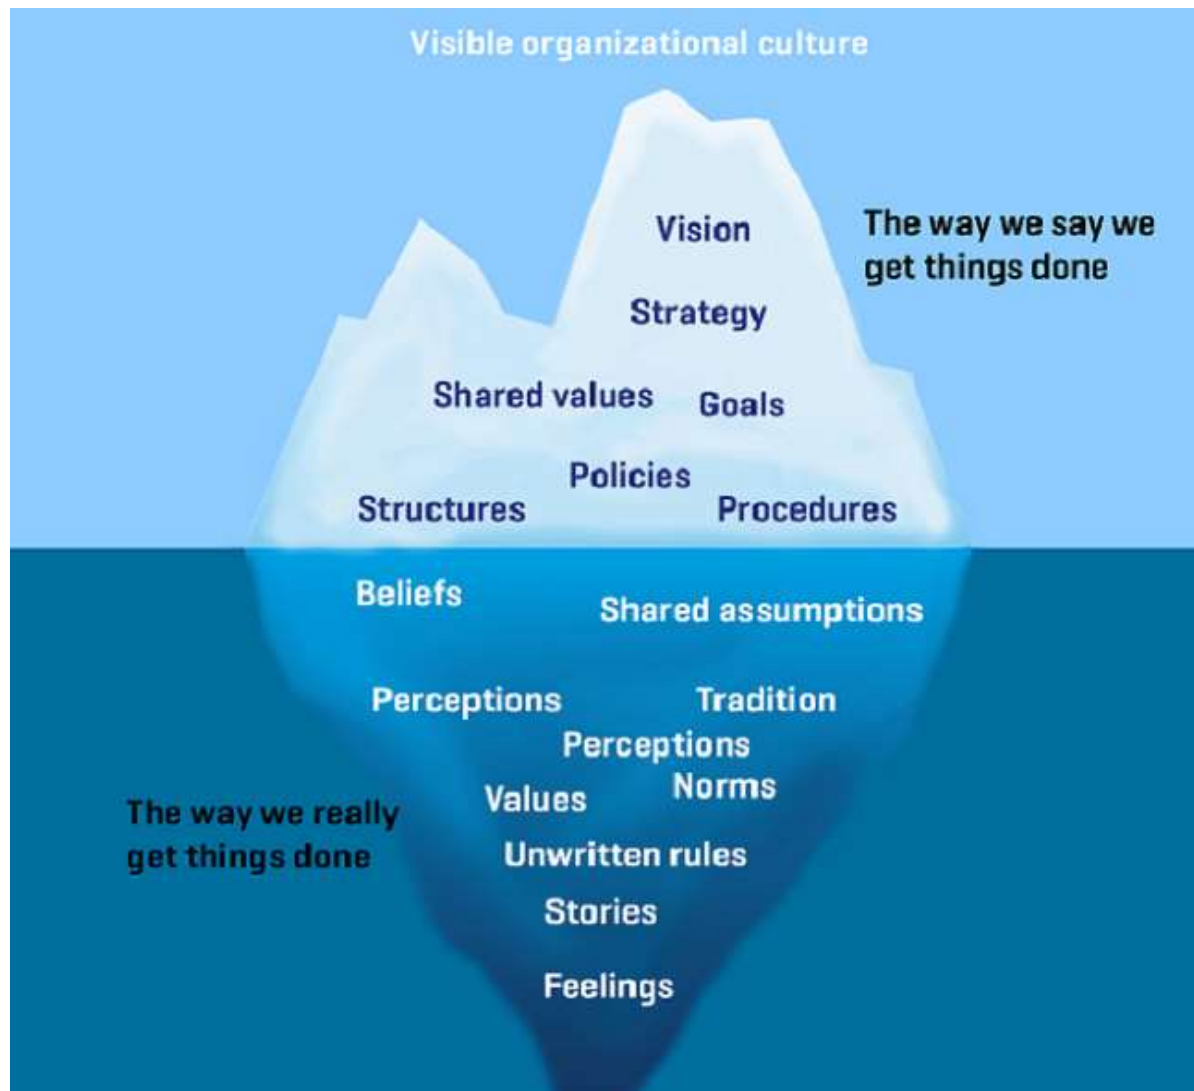 Visible organizational culture
Vision
The way we say we
get things done
Strategy
Shared values
Goals
Policies
Structures
Procedures
Beliefs
Shared assumptions
Perceptions
Tradition
Perceptions
Norms
Values
The way we really
get things done
Unwritten rules
Stories
Feelings